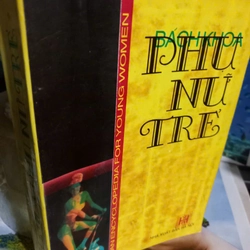 BÁCH KHOA
PHỤ
NỮ
TRẺ
AN ENCYCLOPEDIA FOR YOUNG WOMEN